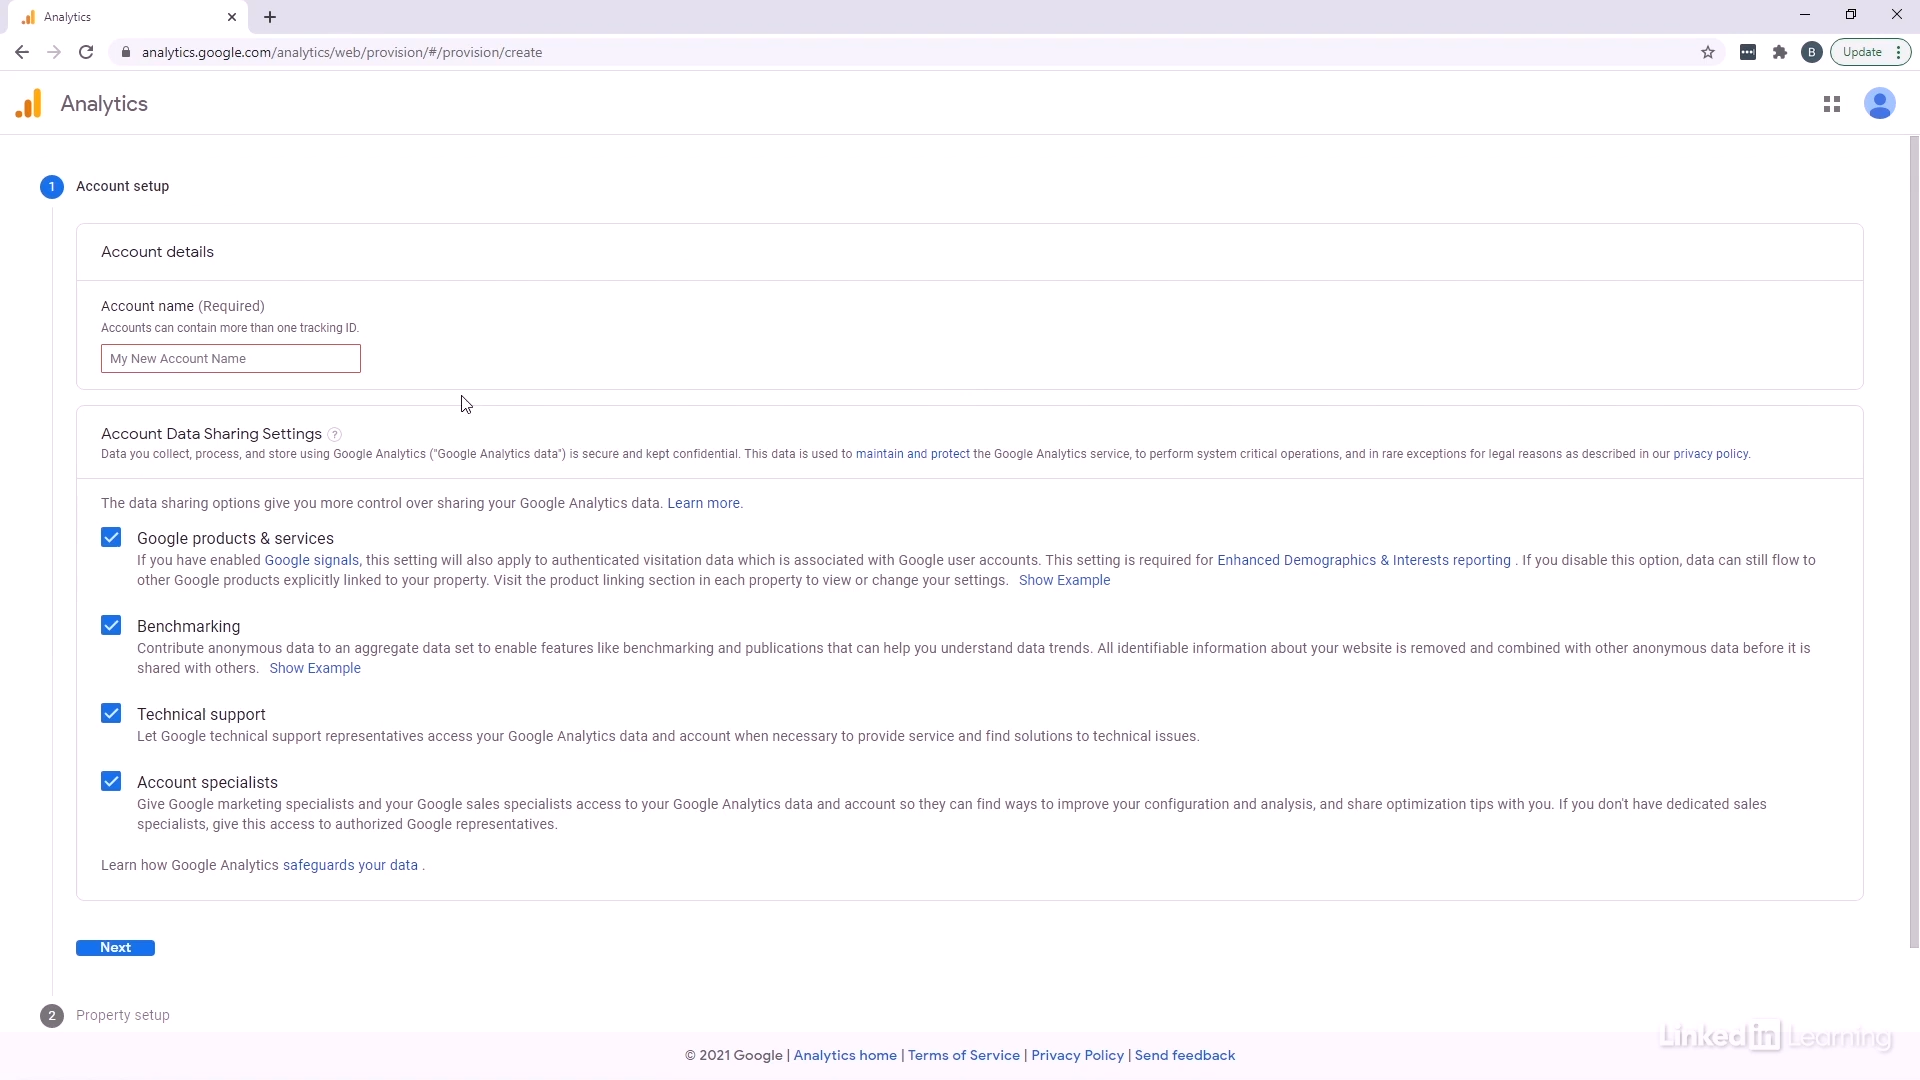 Analytics
analytics.google.com/analytics/web/provision/#/provision/create
B
Update
Analytics
1
Account setup
Account details
Account name (Required)
Accounts can contain more than one tracking ID.
My New Account Name
Account Data Sharing Settings ?
Data you collect, process, and store using Google Analytics ("Google Analytics data") is secure and kept confidential. This data is used to maintain and protect the Google Analytics service, to perform system critical operations, and in rare exceptions for legal reasons as described in our privacy policy.
The data sharing options give you more control over sharing your Google Analytics data. Learn more.
Google products & services
If you have enabled Google signals, this setting will also apply to authenticated visitation data which is associated with Google user accounts. This setting is required for Enhanced Demographics & Interests reporting . If you disable this option, data can still flow to
other Google products explicitly linked to your property. Visit the product linking section in each property to view or change your settings. Show Example
Benchmarking
Contribute anonymous data to an aggregate data set to enable features like benchmarking and publications that can help you understand data trends. All identifiable information about your website is removed and combined with other anonymous data before it is
shared with others. Show Example
Technical support
Let Google technical support representatives access your Google Analytics data and account when necessary to provide service and find solutions to technical issues.
Account specialists
Give Google marketing specialists and your Google sales specialists access to your Google Analytics data and account so they can find ways to improve your configuration and analysis, and share optimization tips with you. If you don't have dedicated sales
specialists, give this access to authorized Google representatives.
Learn how Google Analytics safeguards your data .
Next
2
Property setup
Linked in Learning
© 2021 Google | Analytics home | Terms of Service | Privacy Policy | Send feedback